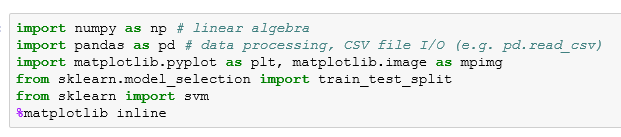 import numpy as np # linear algebra
import pandas as pd # data processing, CSV file I/O (e.g. pd.read_csv)
import matplotlib.pyplot as plt, matplotlib.image as mpimg
from sklearn.model_selection import train_test_split
from sklearn import svm
%matplotlib inline